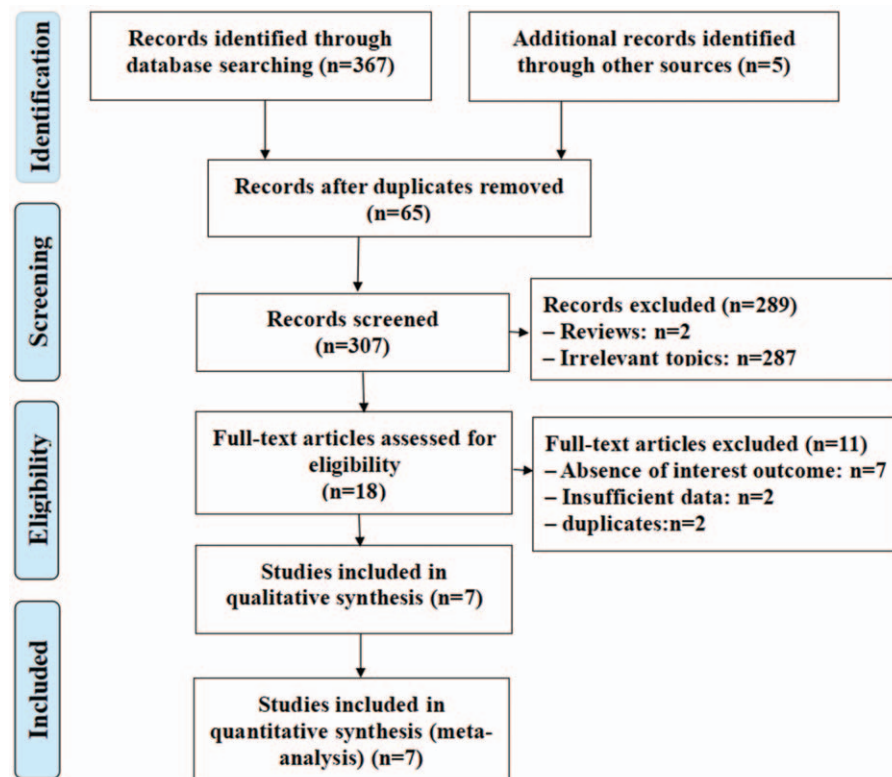 Identification
Records identified through
database searching (n=367)
Additional records identified
through other sources (n=5)
Records after duplicates removed
(n=65)
Screening
Records screened
(n=307)
Records excluded (n=289)
– Reviews: n=2
– Irrelevant topics: n=287
Eligibility
Full-text articles assessed for
eligibility
(n=18)
Full-text articles excluded (n=11)
– Absence of interest outcome: n=7
– Insufficient data: n=2
– duplicates:n=2
Studies included in
qualitative synthesis (n=7)
Included
Studies included in
quantitative synthesis (meta-
analysis) (n=7)